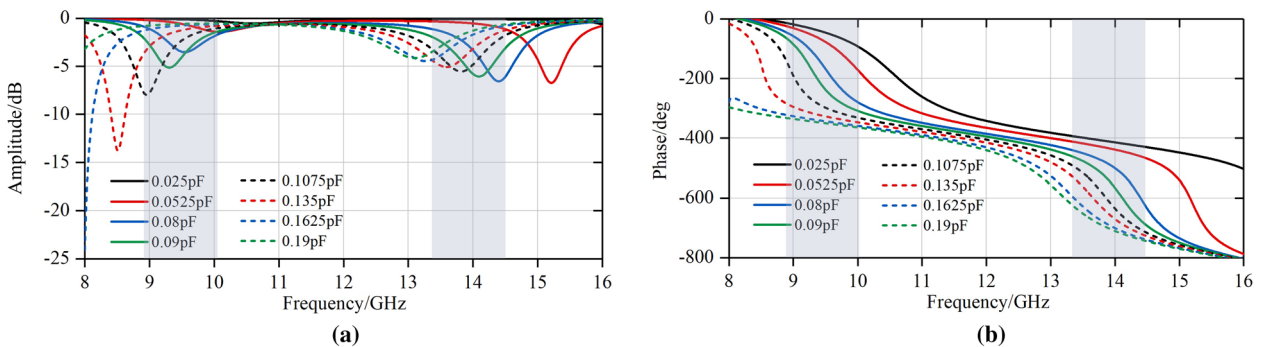 0
-5
-10
-15
-20
-25
Amplitude/dB
0.025pF
0.0525pF
0.08pF
0.09pF
0.1075pF
0.135pF
0.1625pF
0.19pF
8 9 10 11 12 13 14 15 16
Frequency/GHz
(a)
0
-200
-400
-600
-800
Phase/deg
0.025pF
0.0525pF
0.08pF
0.09pF
0.1075pF
0.135pF
0.1625pF
0.19pF
8 9 10 11 12 13 14 15 16
Frequency/GHz
(b)